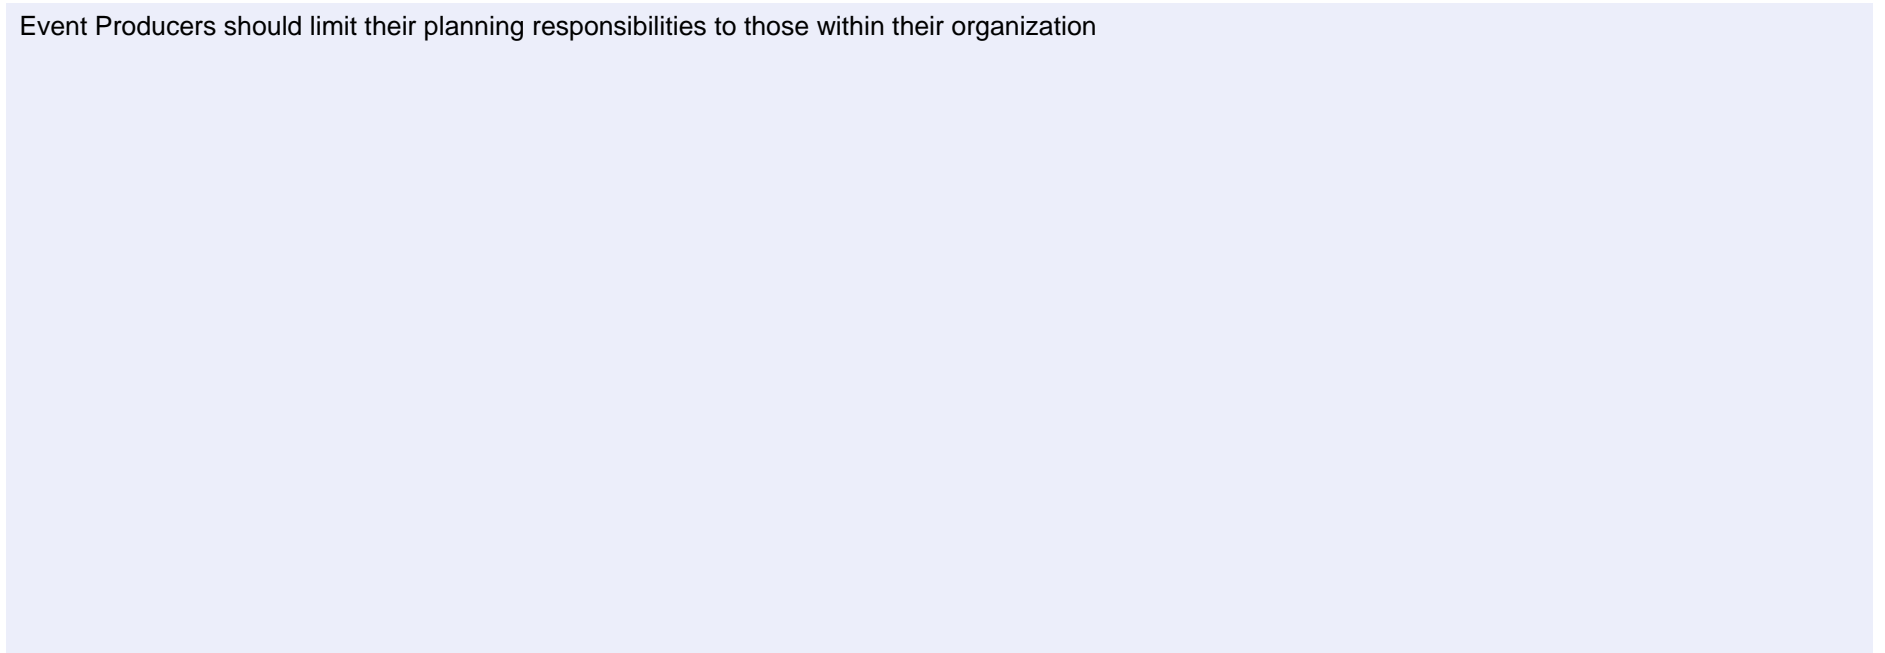 Event Producers should limit their planning responsibilities to those within their organization